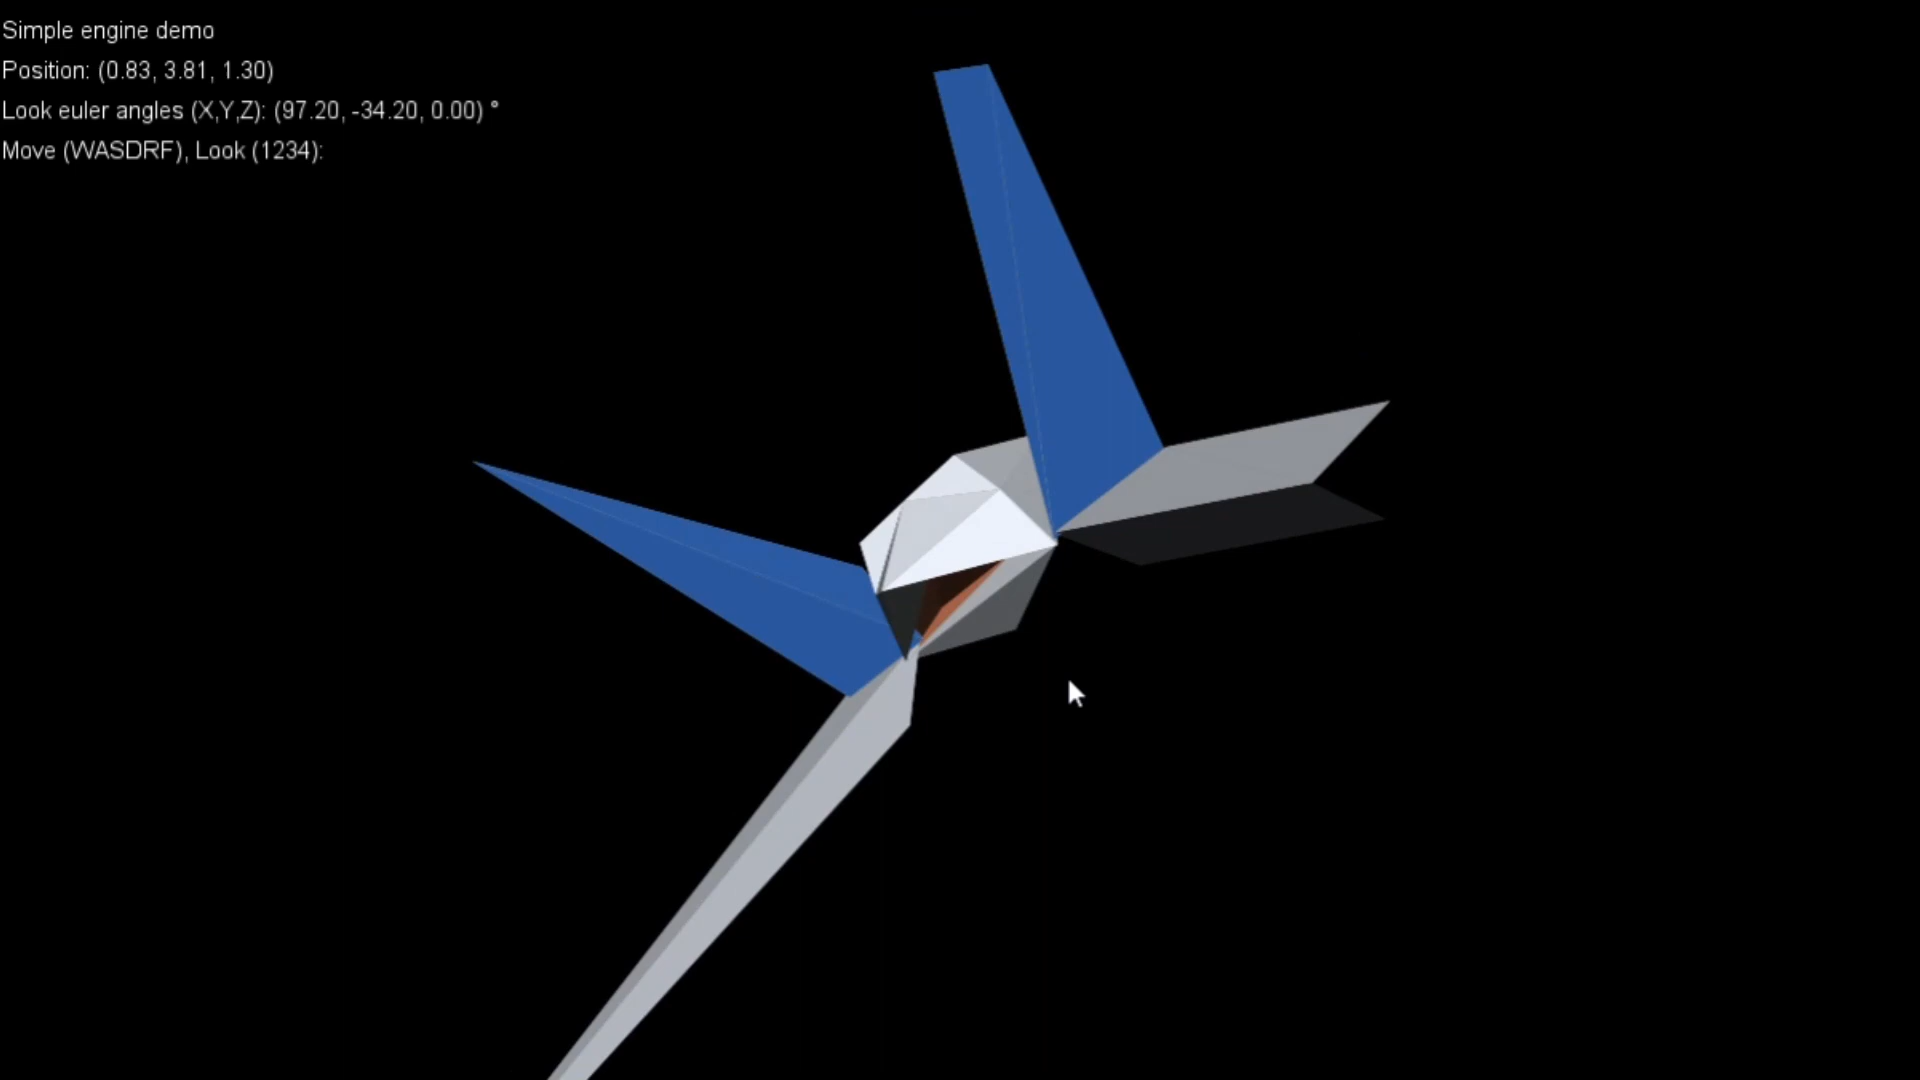 Simple engine demo
Position: (0.83, 3.81, 1.30)
Look euler angles (X,Y,Z): (97.20, -34.20, 0.00) °
Move (WASDRF), Look (1234):